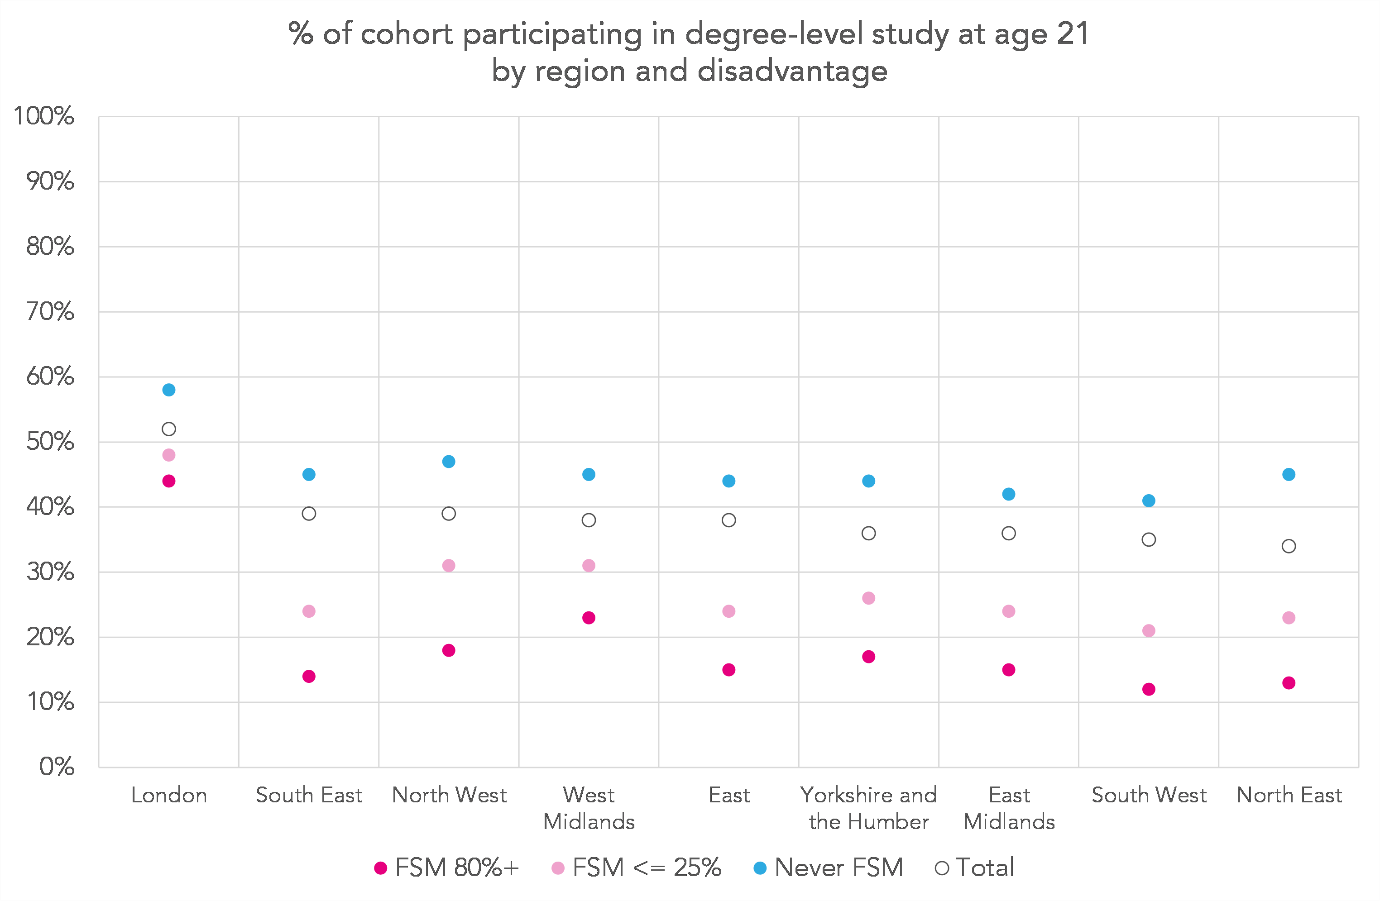 % of cohort participating in degree-level study at age 21
by region and disadvantage
100%
90%
80%
70%
60%
50%
40%
30%
20%
10%
0%
London
South East
North West
West
Midlands
East
Yorkshire and
the Humber
East
Midlands
South West
North East
FSM 80%+
FSM <= 25%
Never FSM
Total